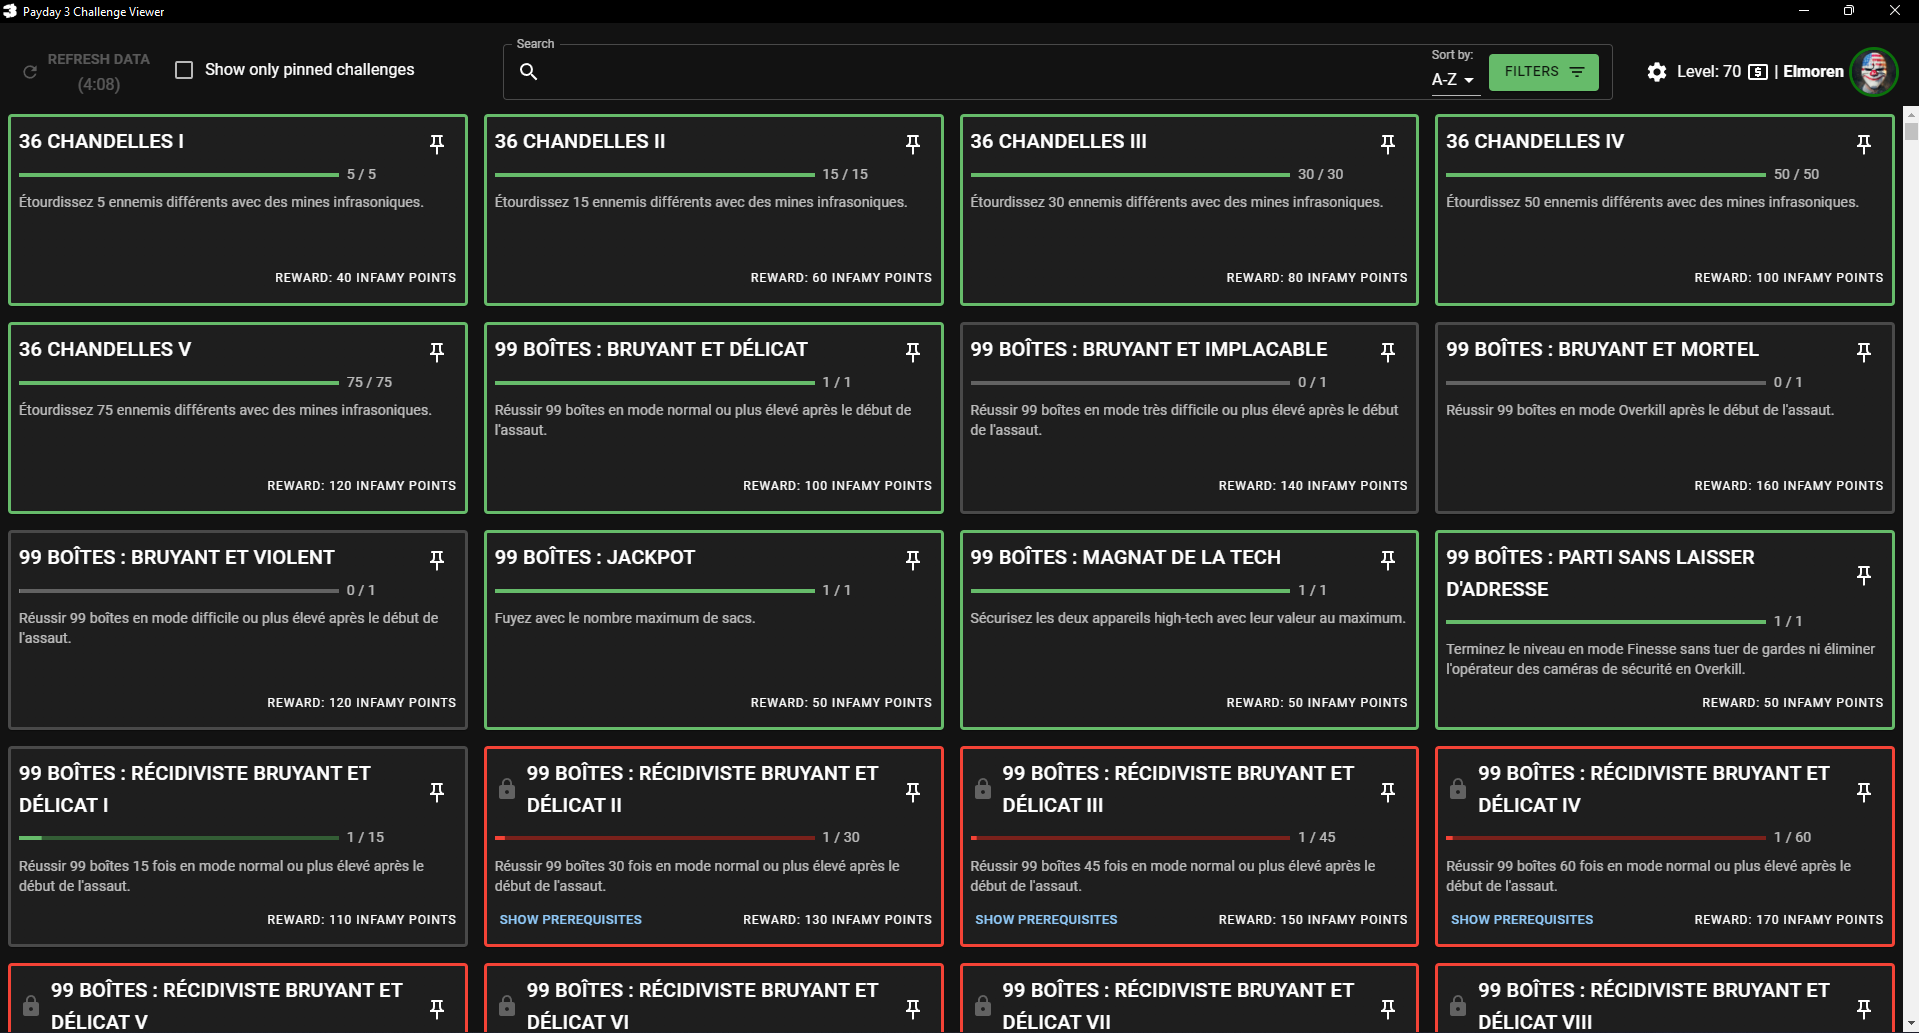 Payday 3 Challenge Viewer
REFRESH DATA
(4:08)
Show only pinned challenges
Search
Sort by:
A-Z
FILTERS
Level: 70 | Elmoren
36 CHANDELLES I
5 / 5
Étourdissez 5 ennemis différents avec des mines infrasoniques.
REWARD: 40 INFAMY POINTS
36 CHANDELLES II
15 / 15
Étourdissez 15 ennemis différents avec des mines infrasoniques.
REWARD: 60 INFAMY POINTS
36 CHANDELLES III
30 / 30
Étourdissez 30 ennemis différents avec des mines infrasoniques.
REWARD: 80 INFAMY POINTS
36 CHANDELLES IV
50 / 50
Étourdissez 50 ennemis différents avec des mines infrasoniques.
REWARD: 100 INFAMY POINTS
36 CHANDELLES V
75 / 75
Étourdissez 75 ennemis différents avec des mines infrasoniques.
REWARD: 120 INFAMY POINTS
99 BOÎTES : BRUYANT ET DÉLICAT
1 / 1
Réussir 99 boîtes en mode normal ou plus élevé après le début de
l'assaut.
REWARD: 100 INFAMY POINTS
99 BOÎTES : BRUYANT ET IMPLACABLE
0 / 1
Réussir 99 boîtes en mode très difficile ou plus élevé après le début
de l'assaut.
REWARD: 140 INFAMY POINTS
99 BOÎTES : BRUYANT ET MORTEL
0 / 1
Réussir 99 boîtes en mode Overkill après le début de l'assaut.
REWARD: 160 INFAMY POINTS
99 BOÎTES : BRUYANT ET VIOLENT
0 / 1
Réussir 99 boîtes en mode difficile ou plus élevé après le début de
l'assaut.
REWARD: 120 INFAMY POINTS
99 BOÎTES : JACKPOT
1 / 1
Fuyez avec le nombre maximum de sacs.
REWARD: 50 INFAMY POINTS
99 BOÎTES : MAGNAT DE LA TECH
1 / 1
Sécurisez les deux appareils high-tech avec leur valeur au maximum.
REWARD: 50 INFAMY POINTS
99 BOÎTES : PARTI SANS LAISSER
D'ADRESSE
1 / 1
Terminez le niveau en mode Finesse sans tuer de gardes ni éliminer
l'opérateur des caméras de sécurité en Overkill.
REWARD: 50 INFAMY POINTS
99 BOÎTES : RÉCIDIVISTE BRUYANT ET
DÉLICAT I
1 / 15
Réussir 99 boîtes 15 fois en mode normal ou plus élevé après le
début de l'assaut.
REWARD: 110 INFAMY POINTS
99 BOÎTES : RÉCIDIVISTE BRUYANT ET
DÉLICAT II
1 / 30
Réussir 99 boîtes 30 fois en mode normal ou plus élevé après le
début de l'assaut.
SHOW PREREQUISITES
REWARD: 130 INFAMY POINTS
99 BOÎTES : RÉCIDIVISTE BRUYANT ET
DÉLICAT III
1 / 45
Réussir 99 boîtes 45 fois en mode normal ou plus élevé après le
début de l'assaut.
SHOW PREREQUISITES
REWARD: 150 INFAMY POINTS
99 BOÎTES : RÉCIDIVISTE BRUYANT ET
DÉLICAT IV
1 / 60
Réussir 99 boîtes 60 fois en mode normal ou plus élevé après le
début de l'assaut.
SHOW PREREQUISITES
REWARD: 170 INFAMY POINTS
99 BOÎTES : RÉCIDIVISTE BRUYANT ET
DÉLICAT V
99 BOÎTES : RÉCIDIVISTE BRUYANT ET
DÉLICAT VI
99 BOÎTES : RÉCIDIVISTE BRUYANT ET
DÉLICAT VII
99 BOÎTES : RÉCIDIVISTE BRUYANT ET
DÉLICAT VIII